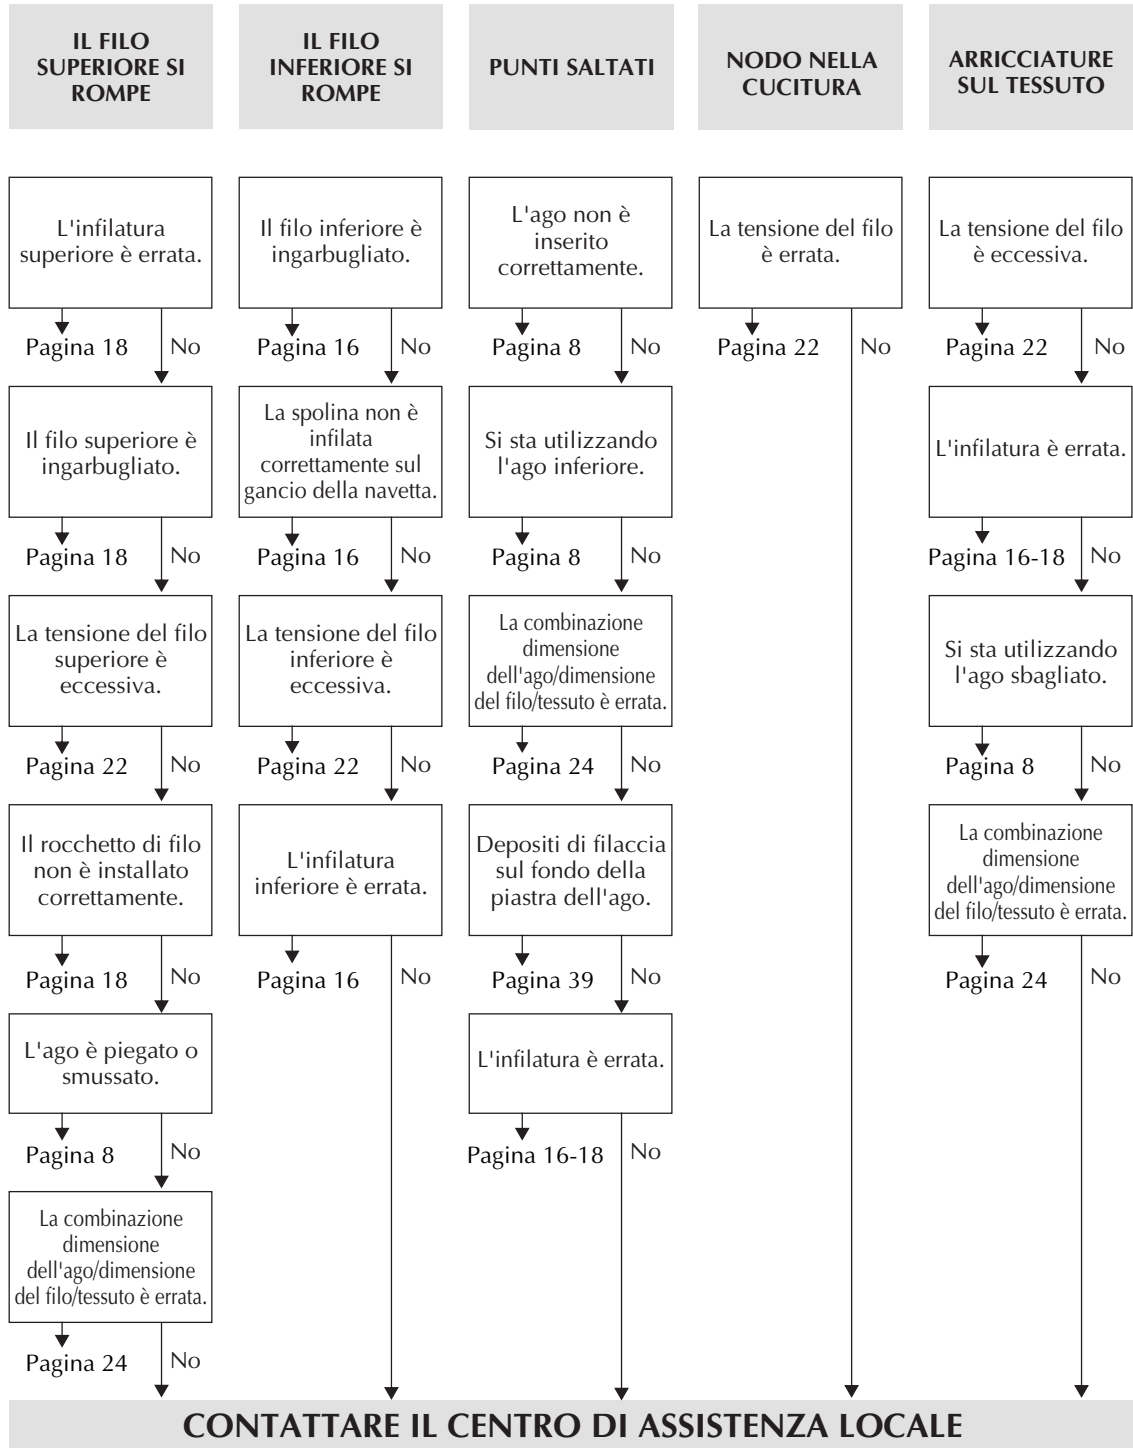 IL FILO
SUPERIORE SI
ROMPE
IL FILO
INFERIORE SI
ROMPE
PUNTI SALTATI
NODO NELLA
CUCITURA
ARRICCIATURE
SUL TESSUTO
L'infilatura
superiore è errata.
Pagina 18
No
Il filo superiore è
ingarbugliato.
Pagina 18
No
La tensione del filo
superiore è
eccessiva.
Pagina 22
No
Il rocchetto di filo
non è installato
correttamente.
Pagina 18
No
L'ago è piegato o
smussato.
Pagina 8
No
La combinazione
dimensione
dell'ago/dimensione
del filo/tessuto è errata.
Pagina 24
No
Il filo inferiore è
ingarbugliato.
Pagina 16
No
La spolina non è
infilata
correttamente sul
gancio della navetta.
Pagina 16
No
La tensione del filo
inferiore è
eccessiva.
Pagina 22
No
L'infilatura
inferiore è errata.
Pagina 16
No
L'ago non è
inserito
correttamente.
Pagina 8
No
Si sta utilizzando
l'ago inferiore.
Pagina 8
No
La combinazione
dimensione
dell'ago/dimensione
del filo/tessuto è errata.
Pagina 24
No
Depositi di filaccia
sul fondo della
piastra dell'ago.
Pagina 39
No
L'infilatura è errata.
Pagina 16-18
No
La tensione del filo
è errata.
Pagina 22
No
La tensione del filo
è eccessiva.
Pagina 22
No
L'infilatura è errata.
Pagina 16-18
No
Si sta utilizzando
l'ago sbagliato.
Pagina 8
No
La combinazione
dimensione
dell'ago/dimensione
del filo/tessuto è errata.
Pagina 24
No
CONTATTARE IL CENTRO DI ASSISTENZA LOCALE